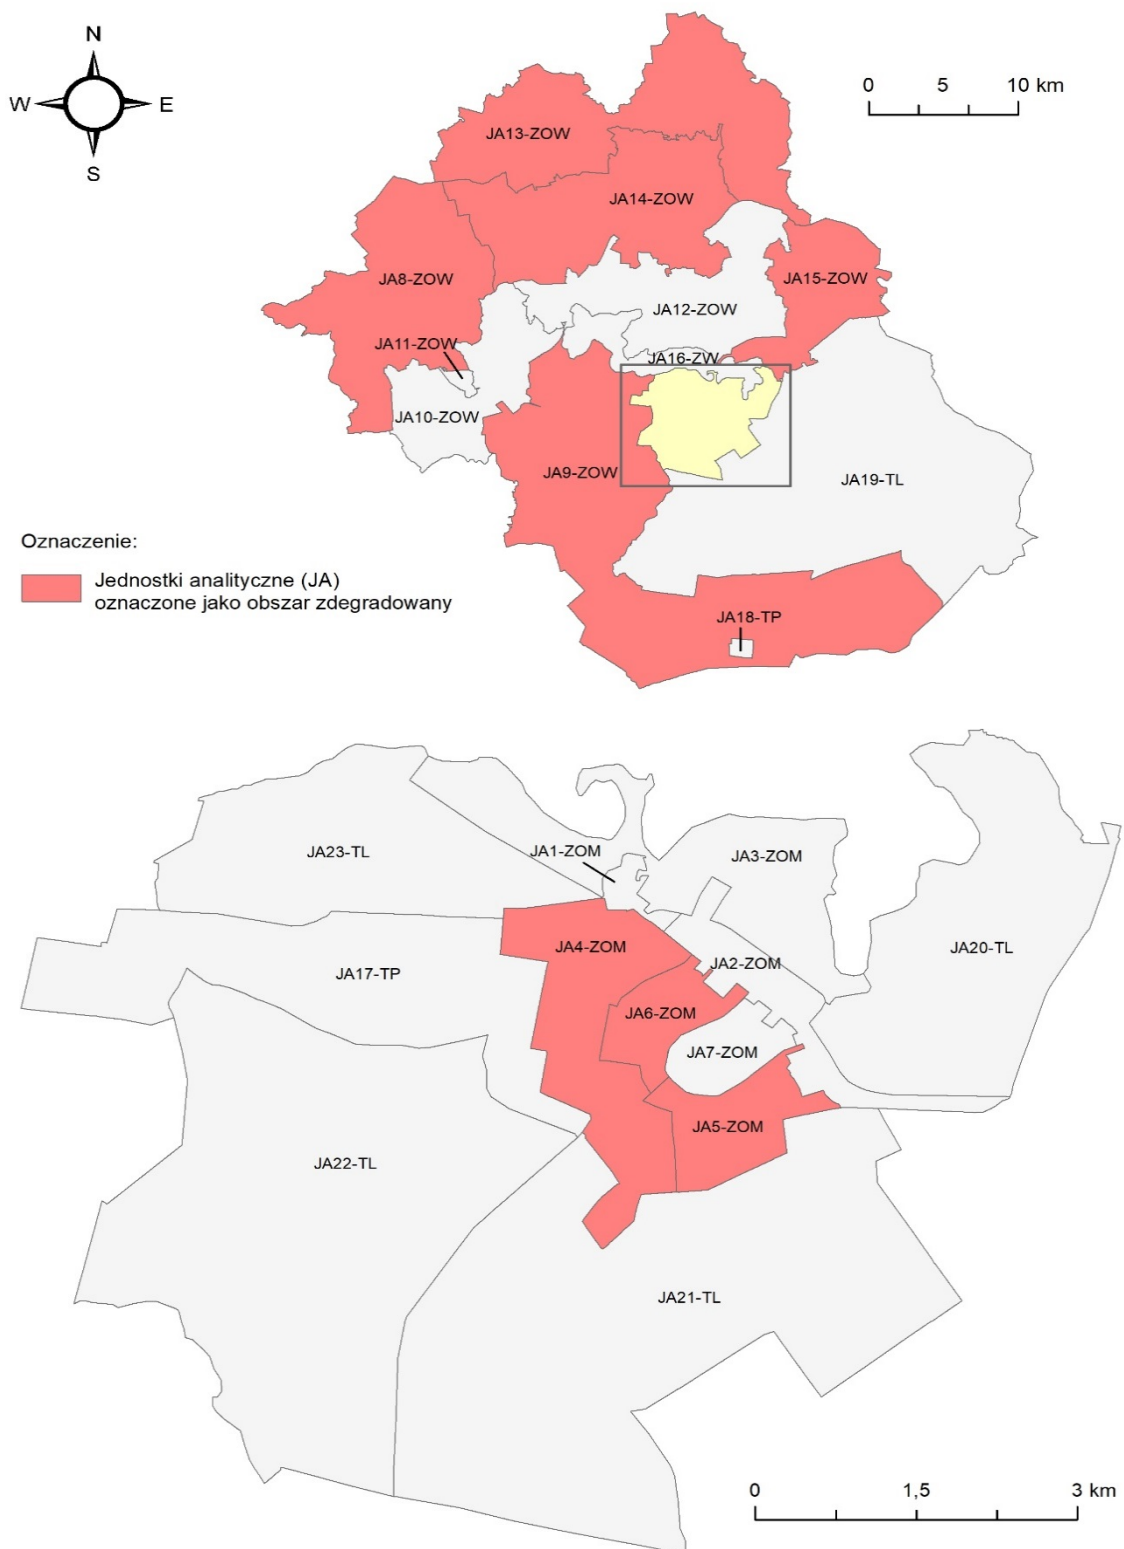 N
W E
S
0 5 10 km
JA13-ZOW
JA14-ZOW
JA8-ZOW
JA15-ZOW
JA12-ZOW
JA11-ZOW
JA16-ZW
JA10-ZOW
JA9-ZOW
JA19-TL
Oznaczenie:
Jednostki analityczne (JA)
oznaczone jako obszar zdegradowany
JA18-TP
JA23-TL
JA1-ZOM
JA3-ZOM
JA4-ZOM
JA20-TL
JA2-ZOM
JA17-TP
JA6-ZOM
JA7-ZOM
JA5-ZOM
JA22-TL
JA21-TL
0 1,5 3 km